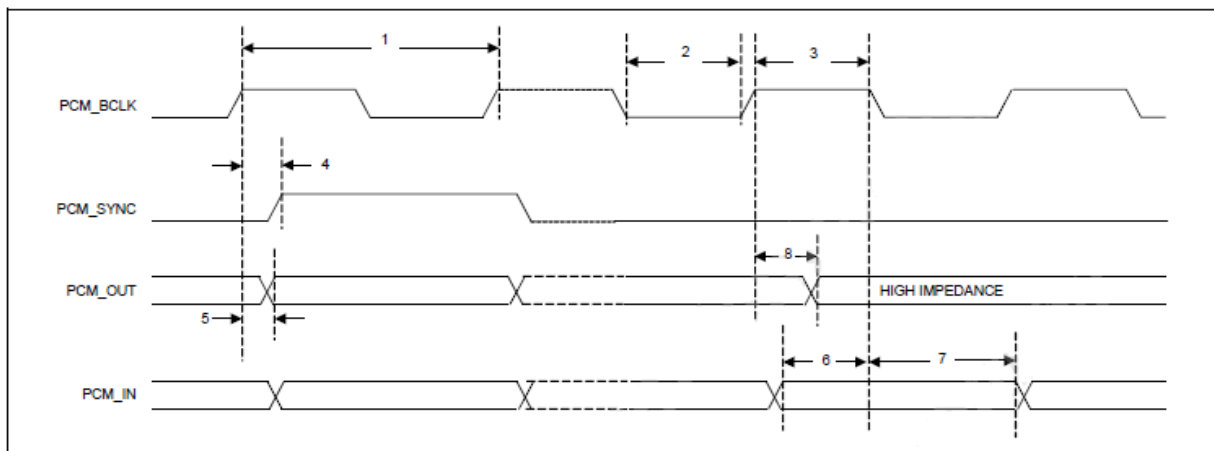 1
2
3
PCM_BCLK
4
PCM_SYNC
8
PCM_OUT
HIGH IMPEDANCE
5
6
7
PCM_IN